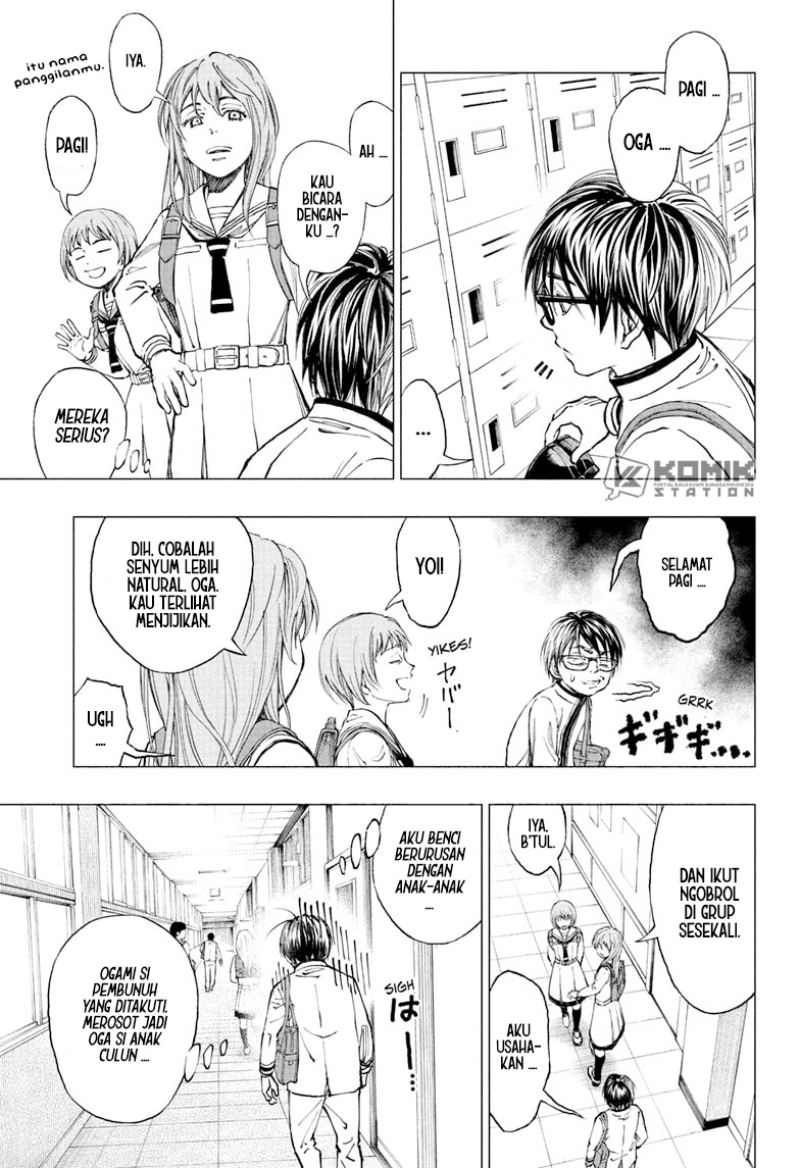 PAGI ....
OGA ....
...
IYA.
itu nama
panggilanmu.
PAGI!
AH ....
KAU
BICARA
DENGAN-
KU ...?
MEREKA
SERIUS?
KOMIK
STATION
SELAMAT
PAGI ....
GRRK
ギギギ...
YOI!
YIKES!
ヤバー
DIH, COBALAH
SENYUM LEBIH
NATURAL, OGA.
KAU TERLIHAT
MENJIJIKAN.
UGH
....
DAN IKUT
NGOBROL
DI GRUP
SESEKALI.
IYA,
B'TUL.
AKU
USAHA-
KAN ....
AKU BENCI
BERURUSAN
DENGAN
ANAK-ANAK
....
SIGH
は...
OGAMI SI
PEMBUNUH
YANG DITAKUTI,
MEROSOT JADI
OGA SI ANAK
CULUN ....